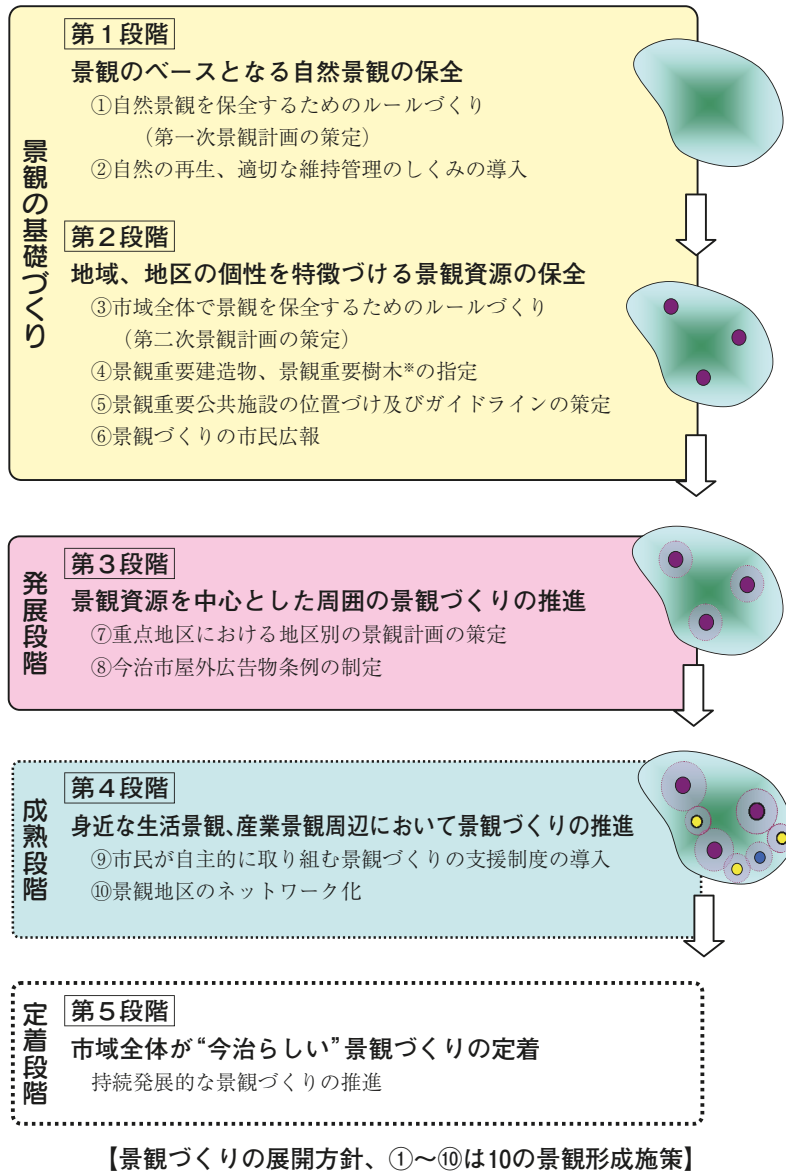 景観の基礎づくり
第1段階
景観のベースとなる自然景観の保全
①自然景観を保全するためのルールづくり
（第一次景観計画の策定）
②自然の再生、適切な維持管理のしくみの導入
第2段階
地域、地区の個性を特徴づける景観資源の保全
③市域全体で景観を保全するためのルールづくり
（第二次景観計画の策定）
④景観重要建造物、景観重要樹木※の指定
⑤景観重要公共施設の位置づけ及びガイドラインの策定
⑥景観づくりの市民広報
発展段階
第3段階
景観資源を中心とした周囲の景観づくりの推進
⑦重点地区における地区別の景観計画の策定
⑧今治市屋外広告物条例の制定
成熟段階
第4段階
身近な生活景観、産業景観周辺において景観づくりの推進
⑨市民が自主的に取り組む景観づくりの支援制度の導入
⑩景観地区のネットワーク化
定着段階
第5段階
市域全体が“今治らしい”景観づくりの定着
持続発展的な景観づくりの推進
【景観づくりの展開方針、①～⑩は10の景観形成施策】